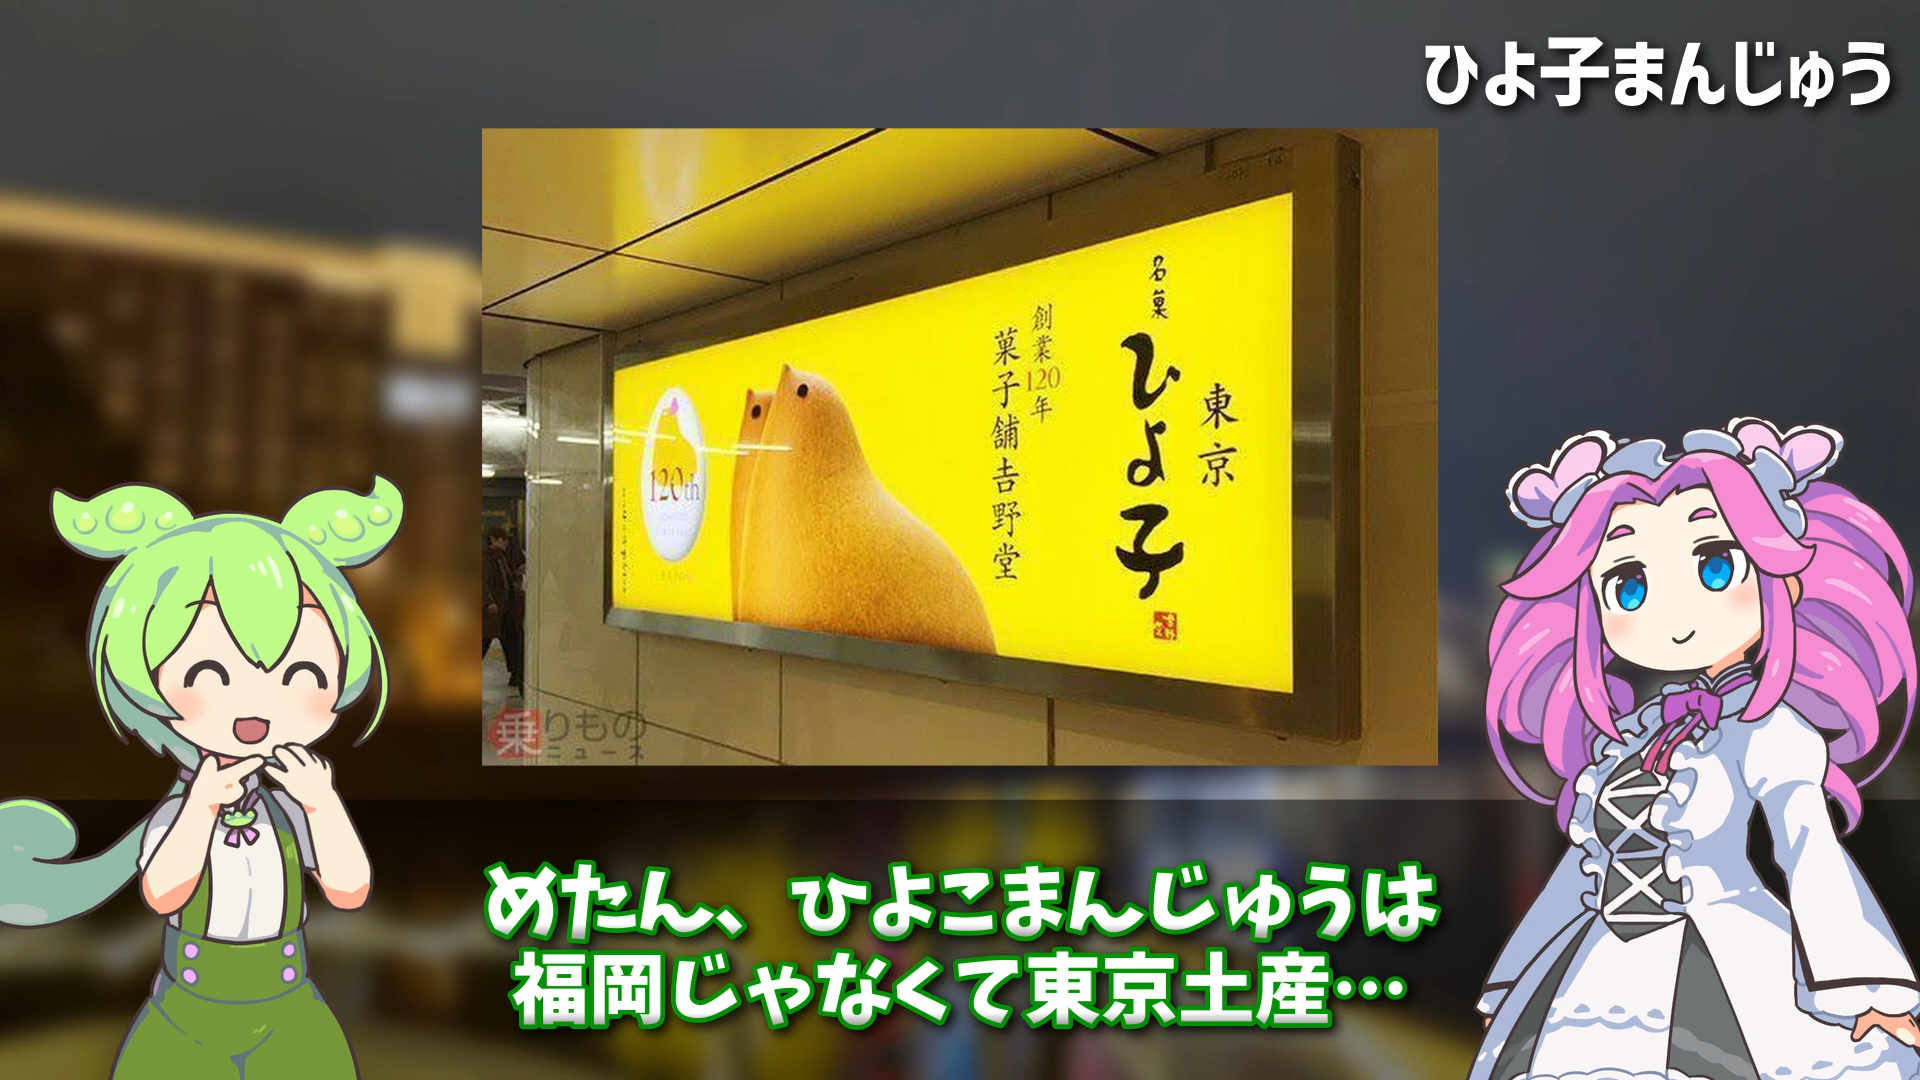 ひよ子まんじゅう
東京
名菓
ひよ子
創業120年
菓子舗吉野堂
120th
乗りもの
ニュース
めたん、ひよこまんじゅうは
福岡じゃなくて東京土産…